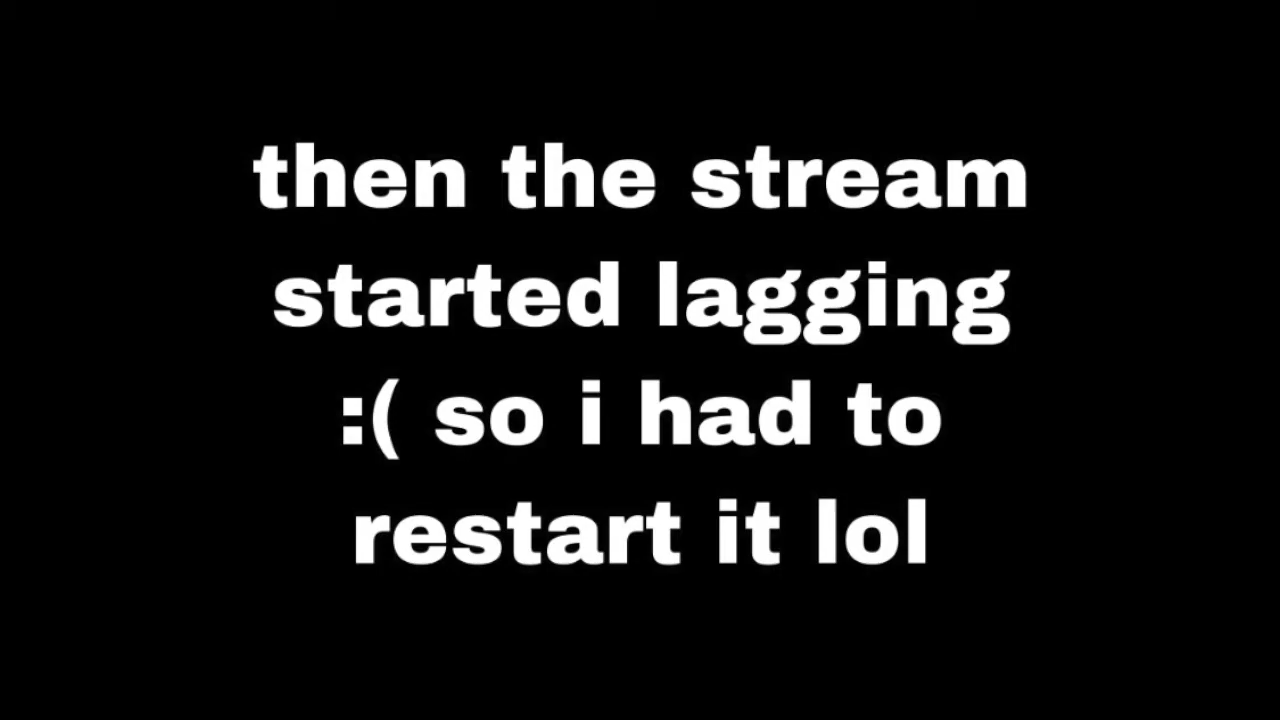 then the stream
started lagging
:( so i had to
restart it lol